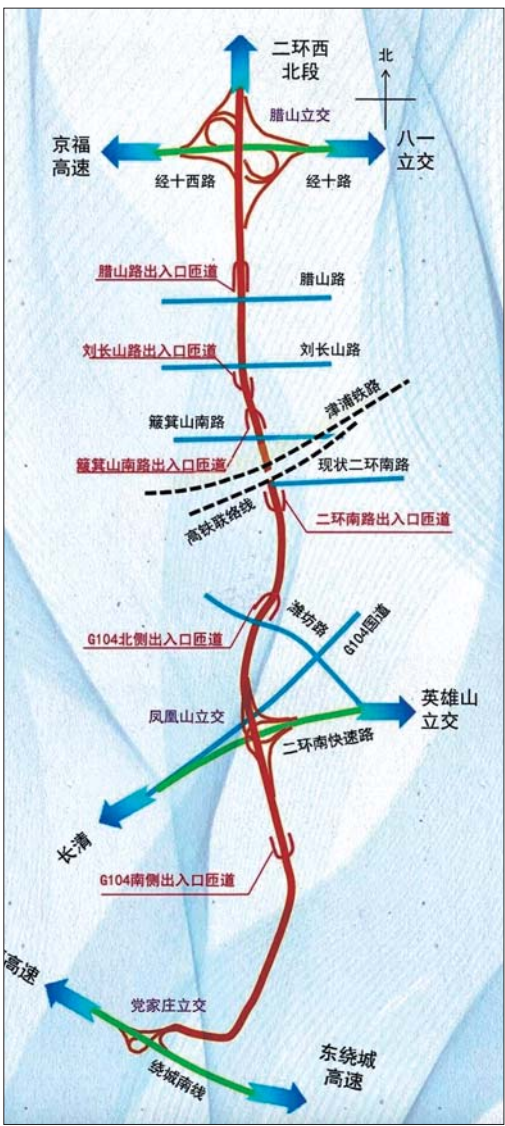 二环西
北段
北
腊山立交
京福
高速
八一
立交
经十西路
经十路
腊山路出入口匝道
腊山路
刘长山路出入口匝道
刘长山路
津浦铁路
簸箕山南路
簸箕山南路出入口匝道
现状二环南路
高铁联络线
二环南路出入口匝道
潍坊路
G104国道
G104北侧出入口匝道
凤凰山立交
英雄山
立交
二环南快速路
长清
G104南侧出入口匝道
高速
党家庄立交
绕城南线
东绕城
高速